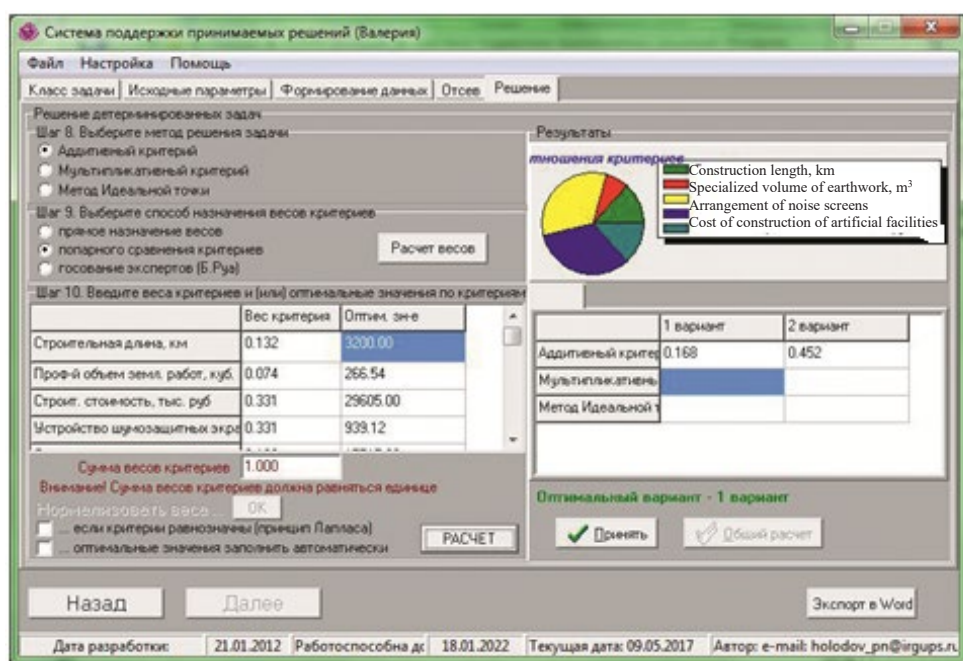 Система поддержки принимаемых решений (Валерия)
Файл Настройка Помощь
Класс задачи Исходные параметры Формирование данных Отсев Решение
Решение детерминированных задач
Шаг 8. Выберите метод решения задачи
Аддитивный критерий
Мультипликативный критерий
Метод Идеальной точки
Шаг 9. Выберите способ назначения весов критериев
прямое назначение весов
попарного сравнения критериев
госование экспертов (Б.Руа)
Расчет весов
Шаг 10. Введите веса критериев и (или) оптимальные значения по критериям
Вес критерия Оптим. зн-е
Строительная длина, км 0.132 3200.00
Проф-й объем земл. работ, куб. 0.074 266.54
Строит. стоимость, тыс. руб 0.331 29605.00
Устройство шумозащитных экра 0.331 939.12
Сумма весов критериев 1.000
Внимание! Сумма весов критериев должна равняться единице
Нормализовать веса ... OK
... если критерии равнозначны (принцип Лапласа)
... оптимальные значения заполнить автоматически
РАСЧЕТ
Результаты
тношения критериев
Construction length, km
Specialized volume of earthwork, m³
Arrangement of noise screens
Cost of construction of artificial facilities
1 вариант 2 вариант
Аддитивный критер 0.168 0.452
Мультипликативнь
Метод Идеальной т
Оптимальный вариант - 1 вариант
Принять Общий расчет
Назад Далее Экспорт в Word
Дата разработки: 21.01.2012 Работоспособна дс 18.01.2022 Текущая дата: 09.05.2017 Автор: e-mail: holodov_pn@irgups.ru